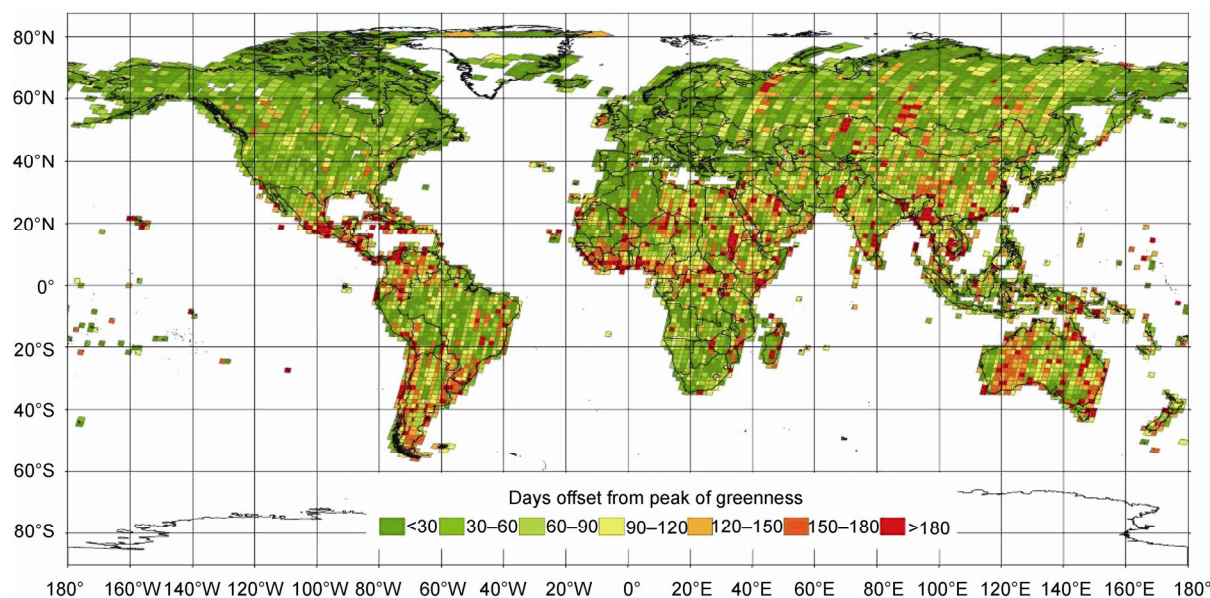 80°N
60°N
40°N
20°N
0°
20°S
40°S
60°S
80°S
Days offset from peak of greenness
<30 30–60 60–90 90–120 120–150 150–180 >180
180° 140°W 120°W 100°W 80°W 60°W 40°W 20°W 0° 20°E 40°E 60°E 80°E 100°E 120°E 140°E 160°E 180°